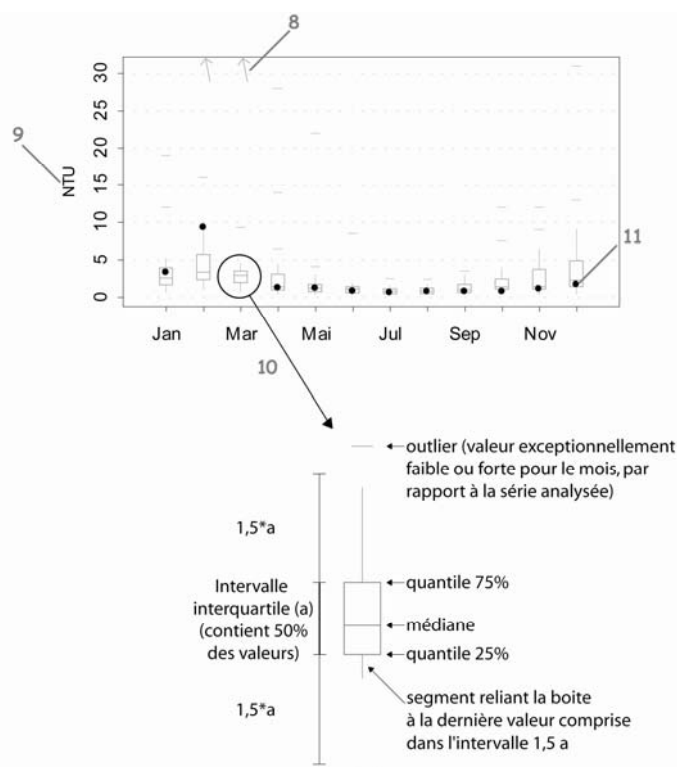 8
30
25
20
15
10
5
0
9
NTU
11
Jan Mar Mai Jul Sep Nov
10
outlier (valeur exceptionnellement
faible ou forte pour le mois, par
rapport à la série analysée)
1,5*a
Intervalle
interquartile (a)
(contient 50%
des valeurs)
quantile 75%
médiane
quantile 25%
1,5*a
segment reliant la boite
à la dernière valeur comprise
dans l'intervalle 1,5 a